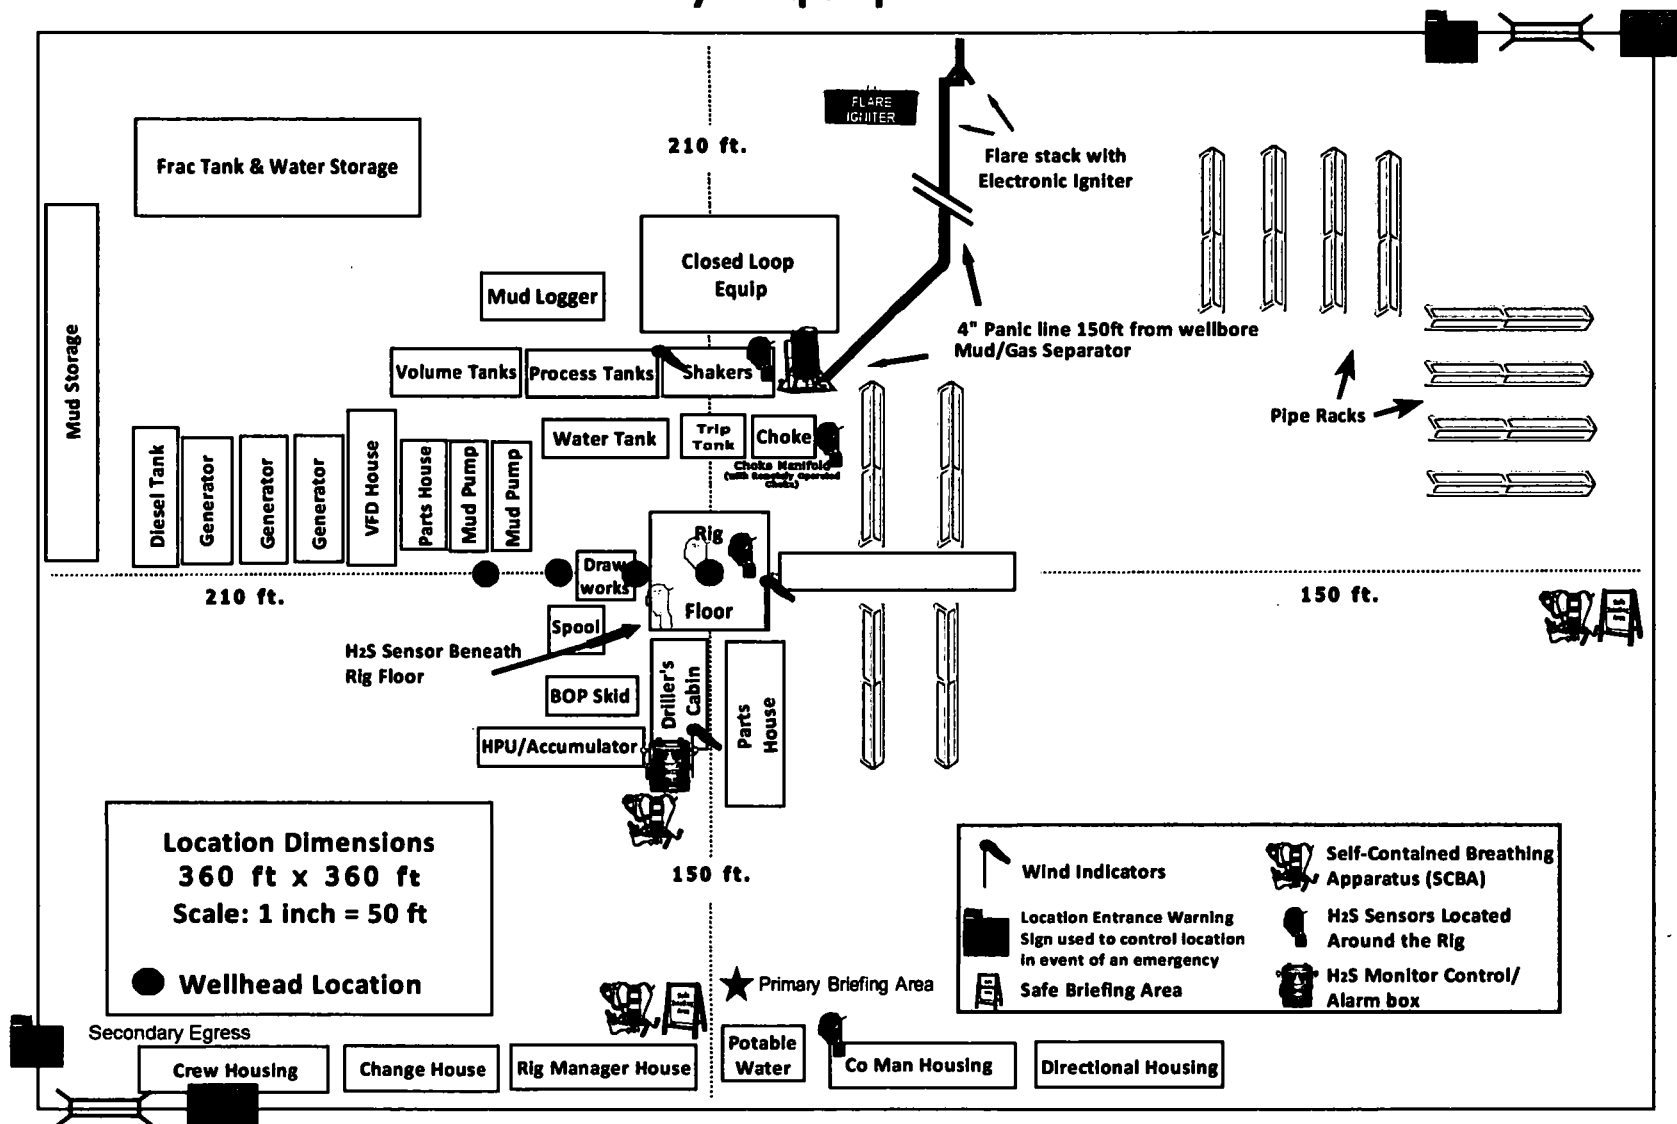 FLARE
IGNITER
210 ft.
Flare stack with
Electronic Igniter
Frac Tank & Water Storage
Closed Loop
Equip
Mud Logger
4" Panic line 150ft from wellbore
Mud/Gas Separator
Mud Storage
Volume Tanks
Process Tanks
Shakers
Pipe Racks
Water Tank
Trip
Tank
Choke
Choke Manifold
(with Remotely Operated
Choke)
Diesel Tank
Generator
Generator
Generator
VFD House
Parts House
Mud Pump
Mud Pump
Rig
Floor
Draw
works
210 ft.
150 ft.
Spool
H2S Sensor Beneath
Rig Floor
Driller's
Cabin
Parts
House
BOP Skid
HPU/Accumulator
Location Dimensions
360 ft x 360 ft
Scale: 1 inch = 50 ft
Wellhead Location
150 ft.
Wind Indicators
Location Entrance Warning
Sign used to control location
in event of an emergency
Safe Briefing Area
Self-Contained Breathing
Apparatus (SCBA)
H2S Sensors Located
Around the Rig
H2S Monitor Control/
Alarm box
Primary Briefing Area
Secondary Egress
Crew Housing
Change House
Rig Manager House
Potable
Water
Co Man Housing
Directional Housing